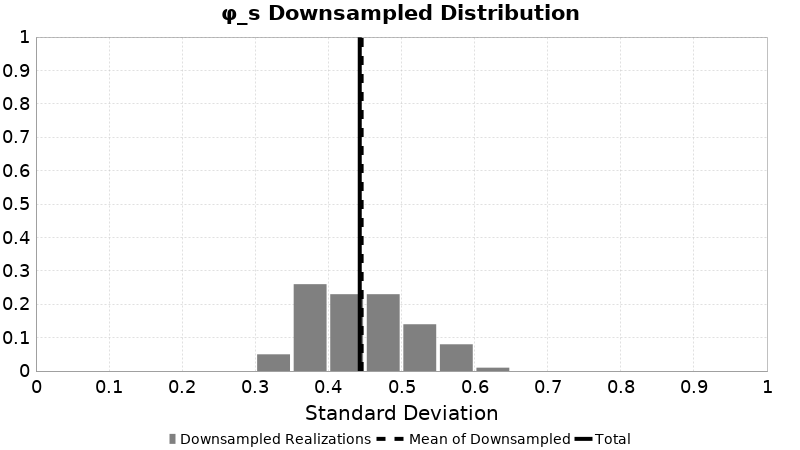 φ_s Downsampled Distribution
1
0.9
0.8
0.7
0.6
0.5
0.4
0.3
0.2
0.1
0
0 0.1 0.2 0.3 0.4 0.5 0.6 0.7 0.8 0.9 1
Standard Deviation
Downsampled Realizations Mean of Downsampled Total